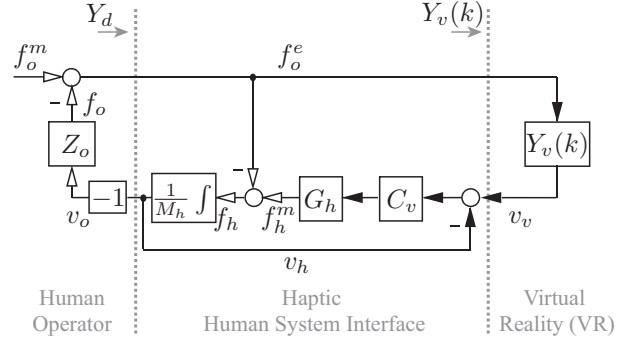 Y_d
Y_v(k)
f_o^m
f_o^e
-
f_o
Z_o
Y_v(k)
-
-1
1/M_h ∫
G_h
C_v
v_o
f_h
f_h^m
-
v_v
v_h
Human Operator
Haptic Human System Interface
Virtual Reality (VR)